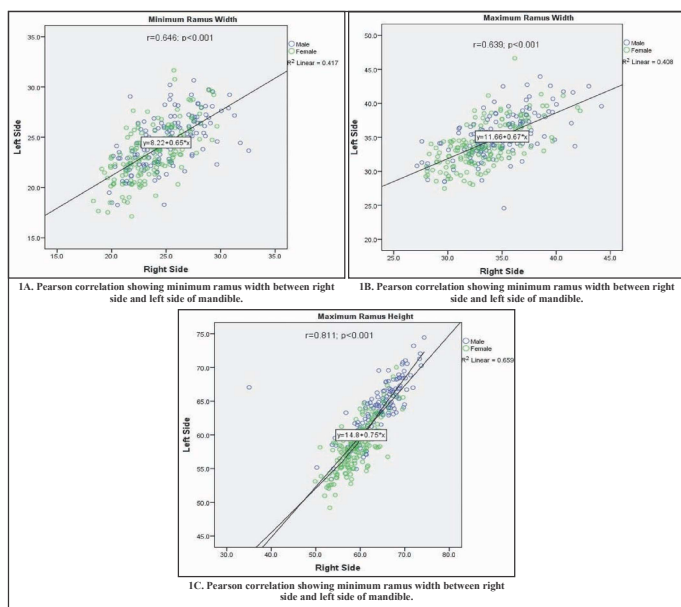 Minimum Ramus Width
r=0.646; p<0.001
Male
Female
R² Linear = 0.417
35.0
30.0
25.0
20.0
15.0
Left Side
y=8.22+0.65*x
15.0 20.0 25.0 30.0 35.0
Right Side
1A. Pearson correlation showing minimum ramus width between right
side and left side of mandible.
Maximum Ramus Width
r=0.639; p<0.001
Male
Female
R² Linear = 0.408
45.0
40.0
35.0
30.0
25.0
20.0
Left Side
y=11.66+0.67*x
25.0 30.0 35.0 40.0 45.0
Right Side
1B. Pearson correlation showing minimum ramus width between right
side and left side of mandible.
Maximum Ramus Height
r=0.811; p<0.001
Male
Female
R² Linear = 0.659
75.0
70.0
65.0
60.0
55.0
50.0
45.0
Left Side
y=14.8+0.75*x
30.0 40.0 50.0 60.0 70.0 80.0
Right Side
1C. Pearson correlation showing minimum ramus width between right
side and left side of mandible.